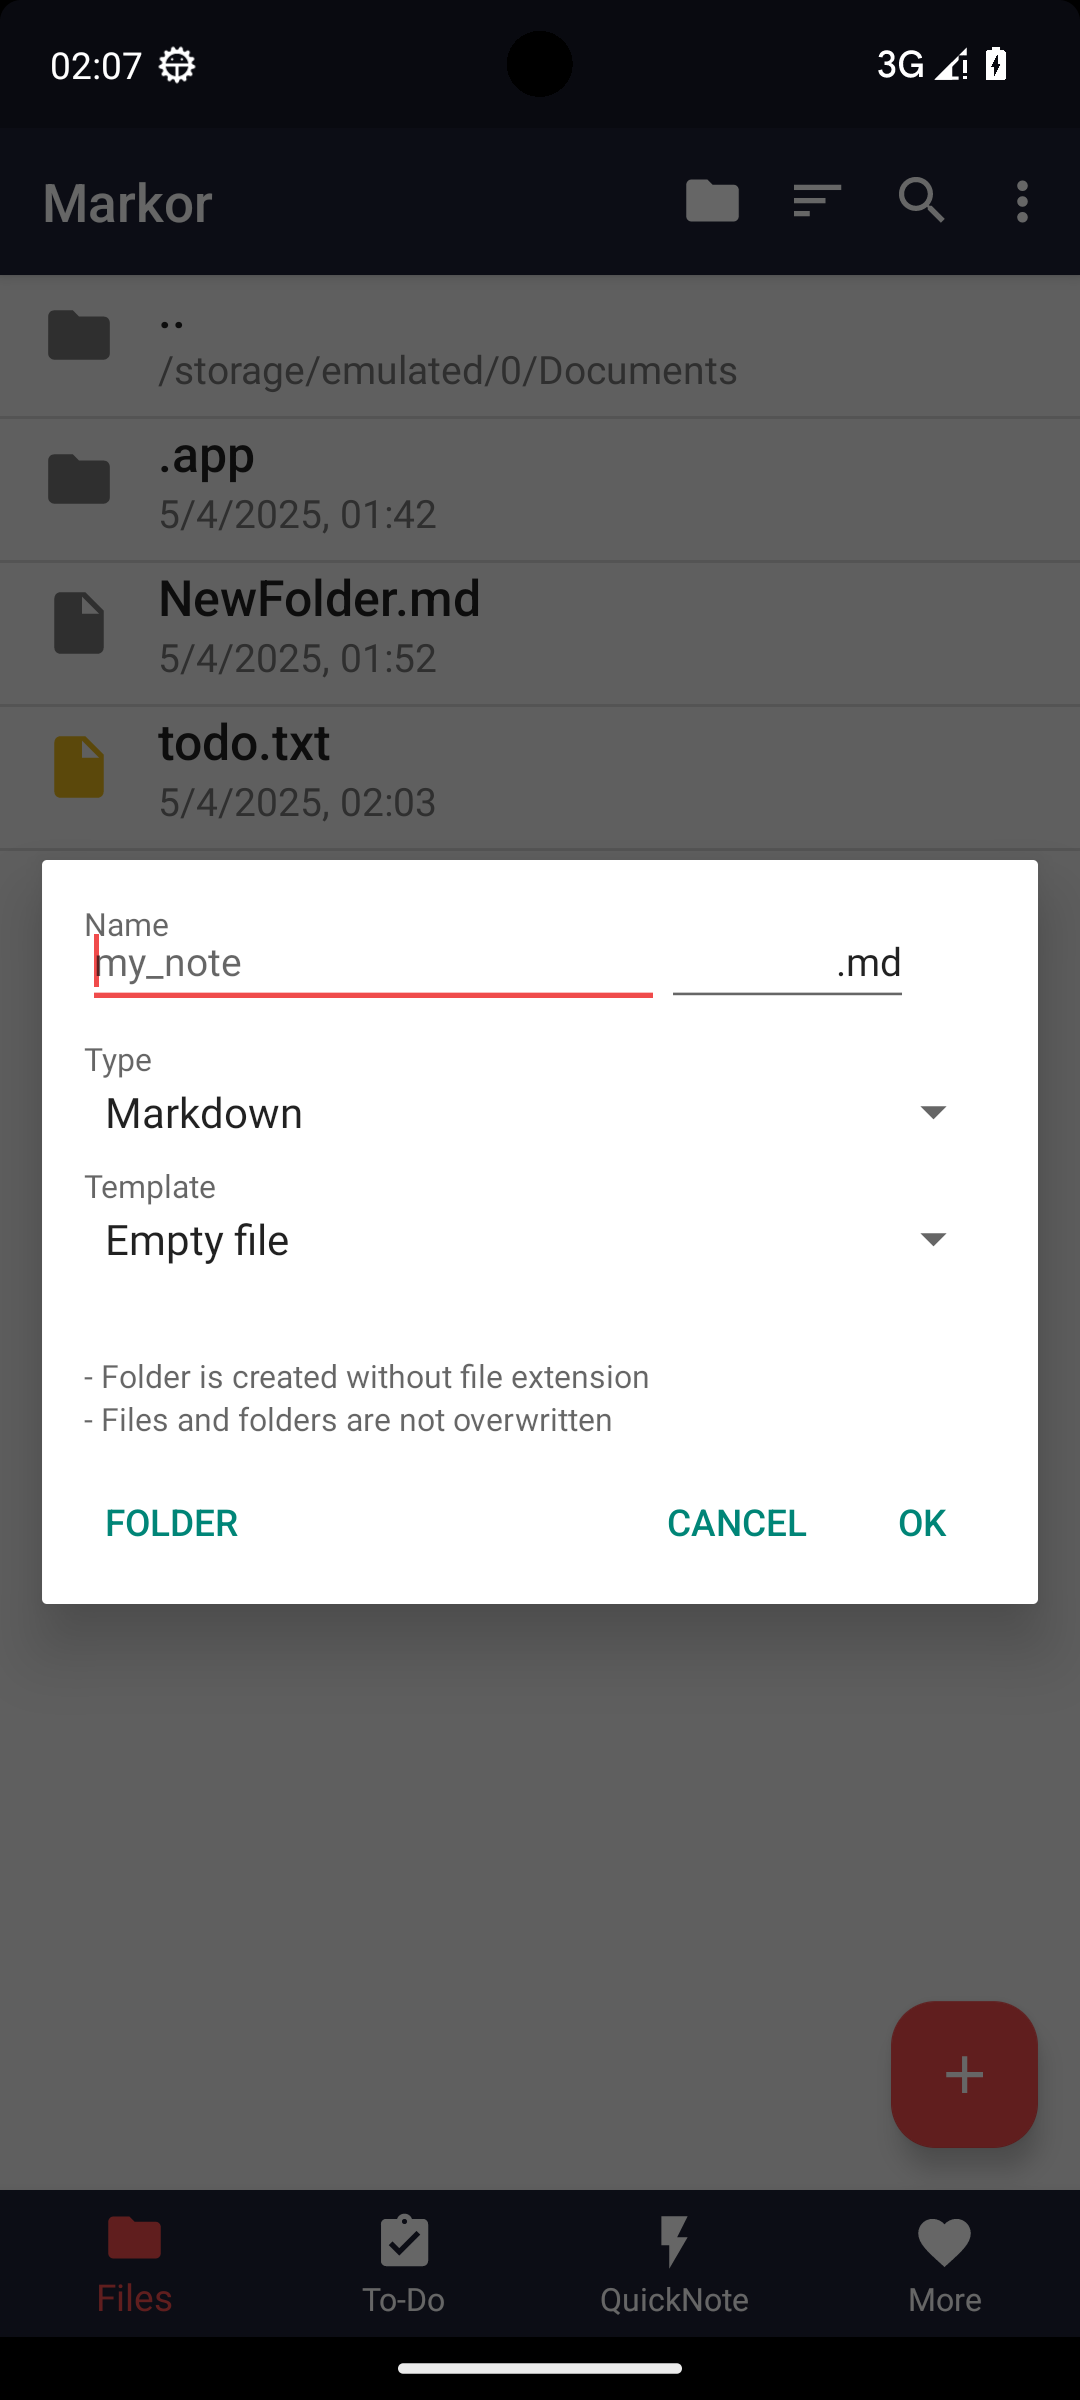 02:07
3G
Markor
..
/storage/emulated/0/Documents
.app
5/4/2025, 01:42
NewFolder.md
5/4/2025, 01:52
todo.txt
5/4/2025, 02:03
Name
my_note
.md
Type
Markdown
Template
Empty file
- Folder is created without file extension
- Files and folders are not overwritten
FOLDER
CANCEL
OK
Files
To-Do
QuickNote
More